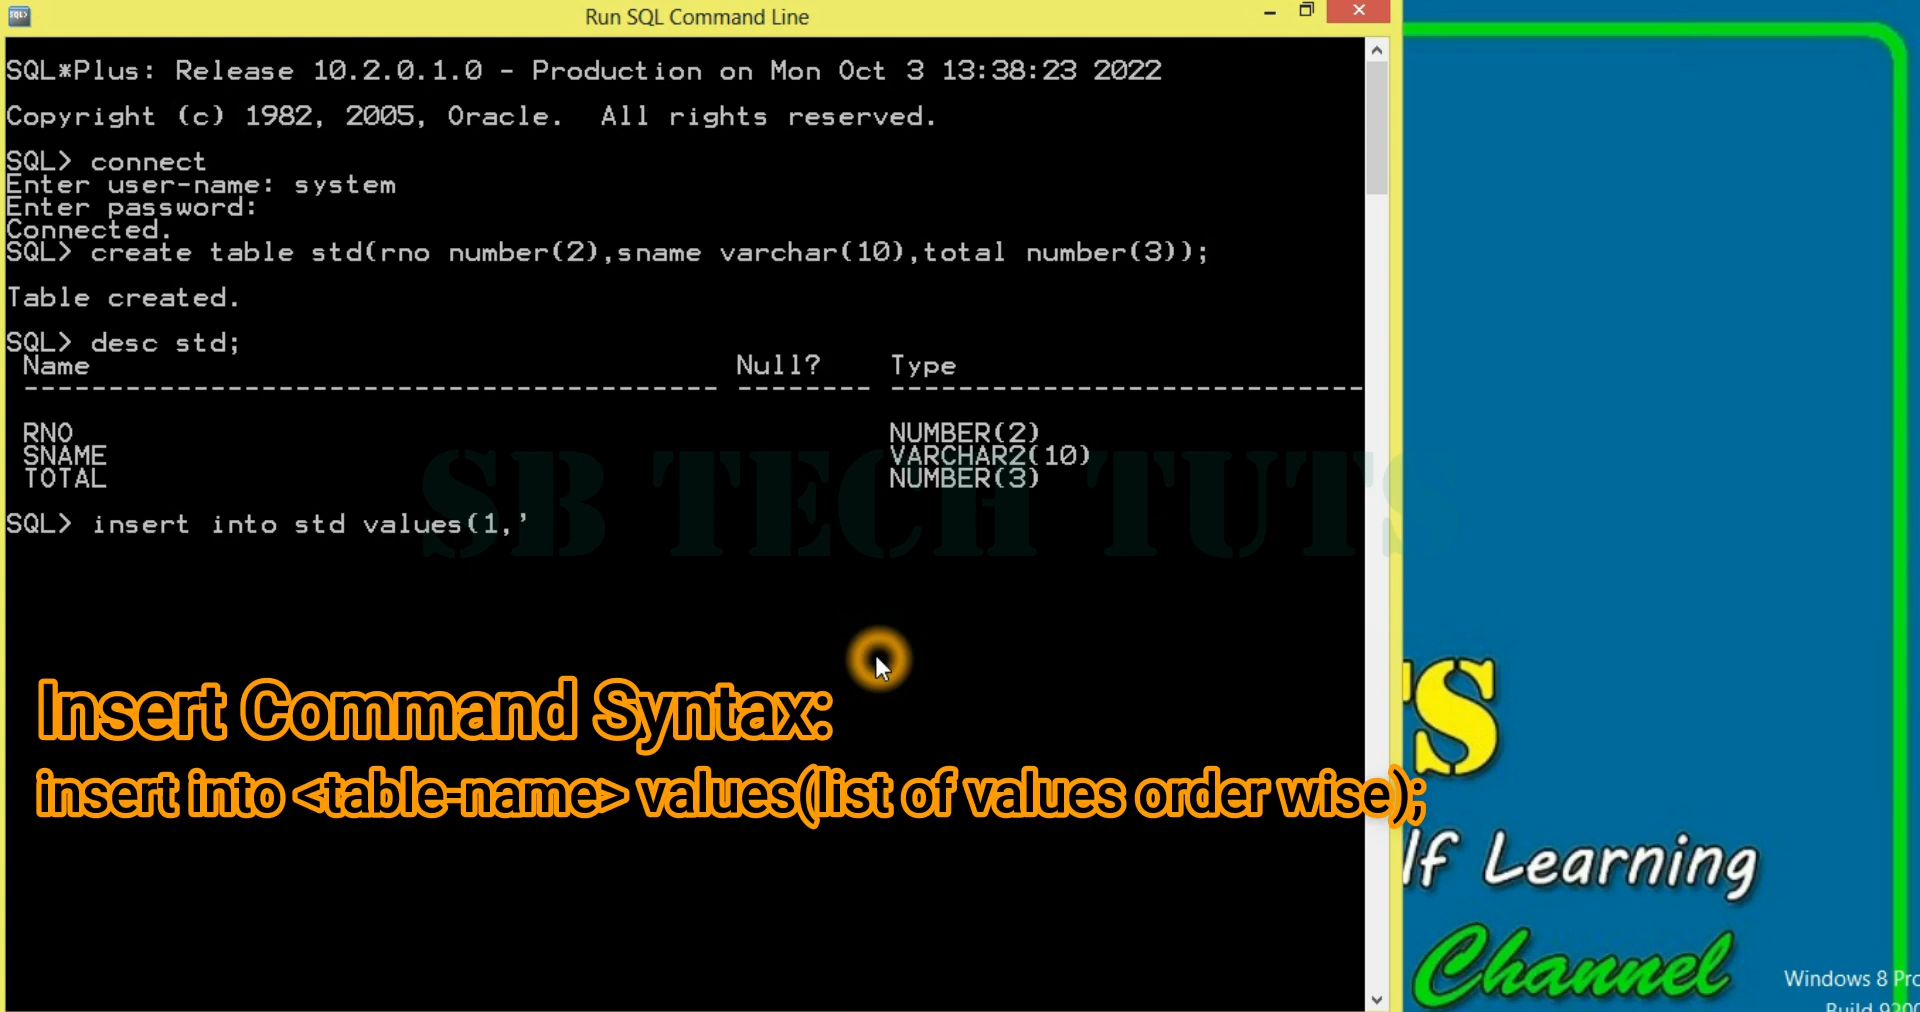 Run SQL Command Line
SQL*Plus: Release 10.2.0.1.0 - Production on Mon Oct 3 13:38:23 2022
Copyright (c) 1982, 2005, Oracle.  All rights reserved.
SQL> connect
Enter user-name: system
Enter password:
Connected.
SQL> create table std(rno number(2),sname varchar(10),total number(3));
Table created.
SQL> desc std;
Name Null? Type
---------------------------------------- -------- ----------------------------
RNO NUMBER(2)
SNAME VARCHAR2(10)
TOTAL NUMBER(3)
SB TECH TUTS
SQL> insert into std values(1,'
Insert Command Syntax:
insert into <table-name> values(list of values order wise);
S
lf Learning
Channel
Windows 8 Pro
Build 9200